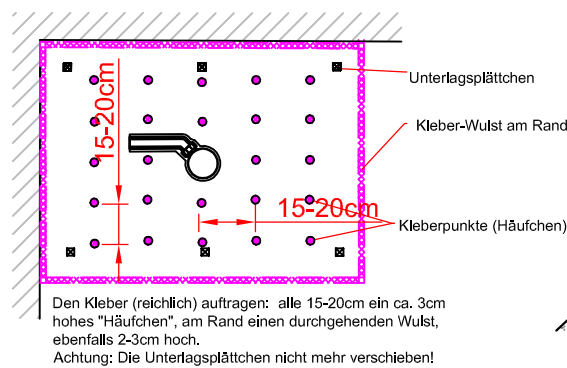 Unterlagsplättchen
Kleber-Wulst am Rand
15-20cm
15-20cm
Kleberpunkte (Häufchen)
Den Kleber (reichlich) auftragen: alle 15-20cm ein ca. 3cm
hohes "Häufchen", am Rand einen durchgehenden Wulst,
ebenfalls 2-3cm hoch.
Achtung: Die Unterlagsplättchen nicht mehr verschieben!